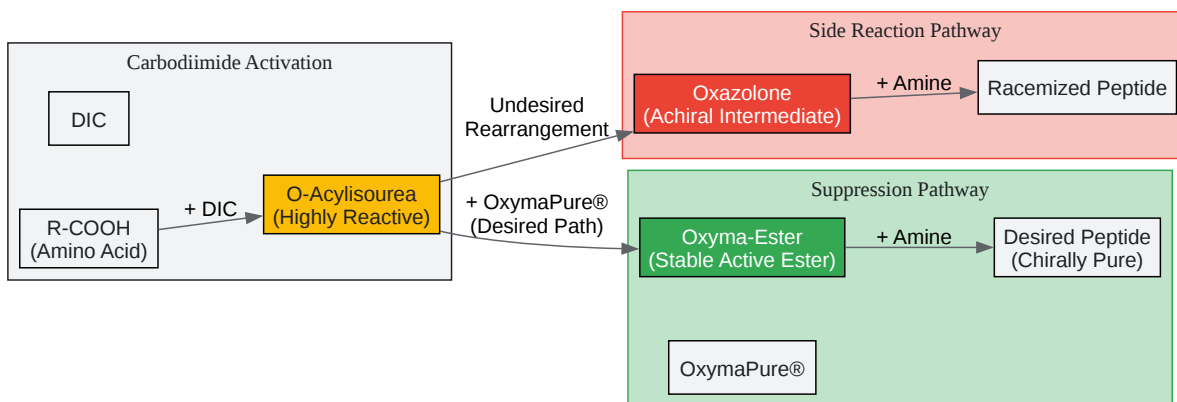 Carbodiimide Activation
DIC
R-COOH
(Amino Acid)
+ DIC
O-Acylisourea
(Highly Reactive)
Undesired
Rearrangement
+ OxymaPure®
(Desired Path)
Side Reaction Pathway
Oxazolone
(Achiral Intermediate)
+ Amine
Racemized Peptide
Suppression Pathway
Oxyma-Ester
(Stable Active Ester)
+ Amine
Desired Peptide
(Chirally Pure)
OxymaPure®